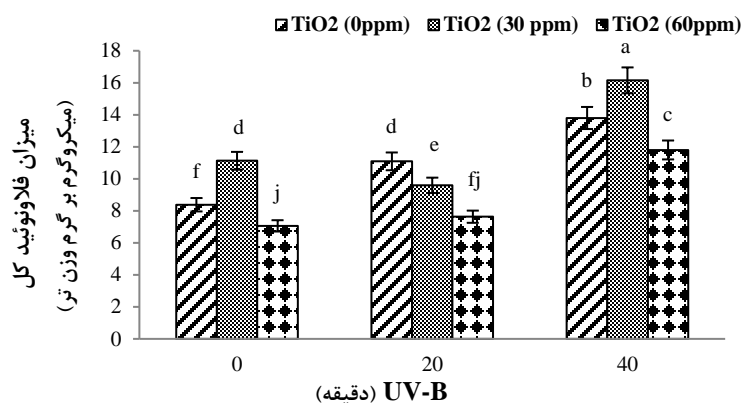 TiO2 (0ppm) TiO2 (30 ppm) TiO2 (60ppm)
میزان فلاونوئید کل
(میکروگرم بر گرم وزن تر)
18
16
14
12
10
8
6
4
2
0
f d j d e fj b a c
0 20 40
UV-B (دقیقه)